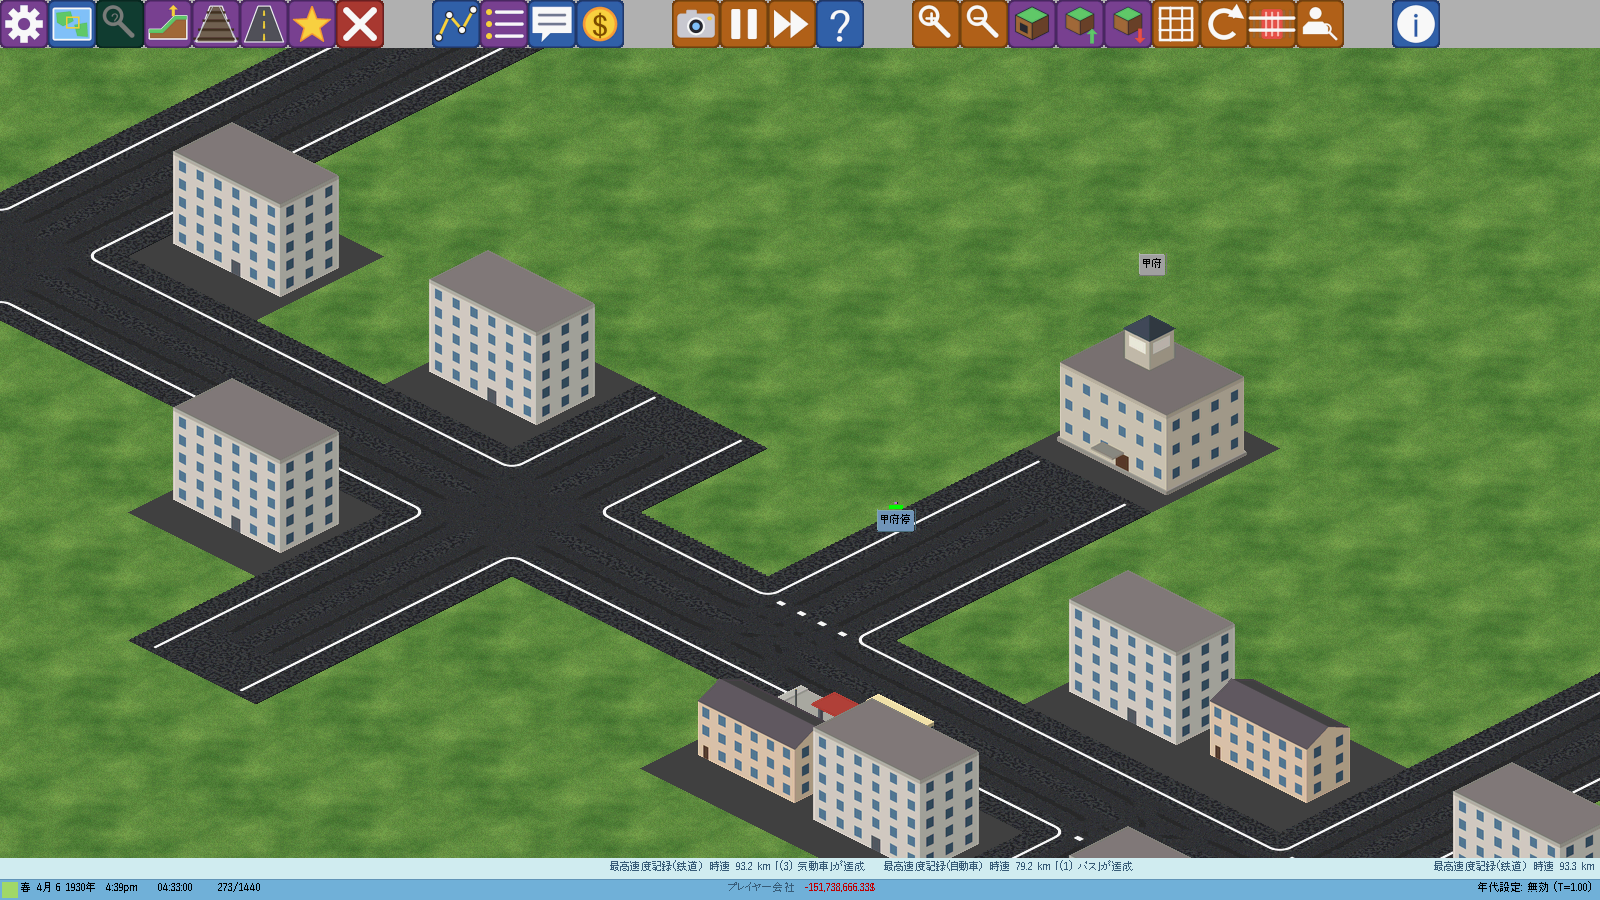 甲府
甲府停
最高速度記録(鉄道) 時速 93.2 km「(3) 気動車」が達成
最高速度記録(自動車) 時速 79.2 km「(1) バス」が達成
最高速度記録(鉄道) 時速 93.3 km
春 4月 6 1930年 4:39pm 04:33:00 273/1440
プレイヤー会社 -151,738,666.33$
年代設定: 無効 (T=1.00)